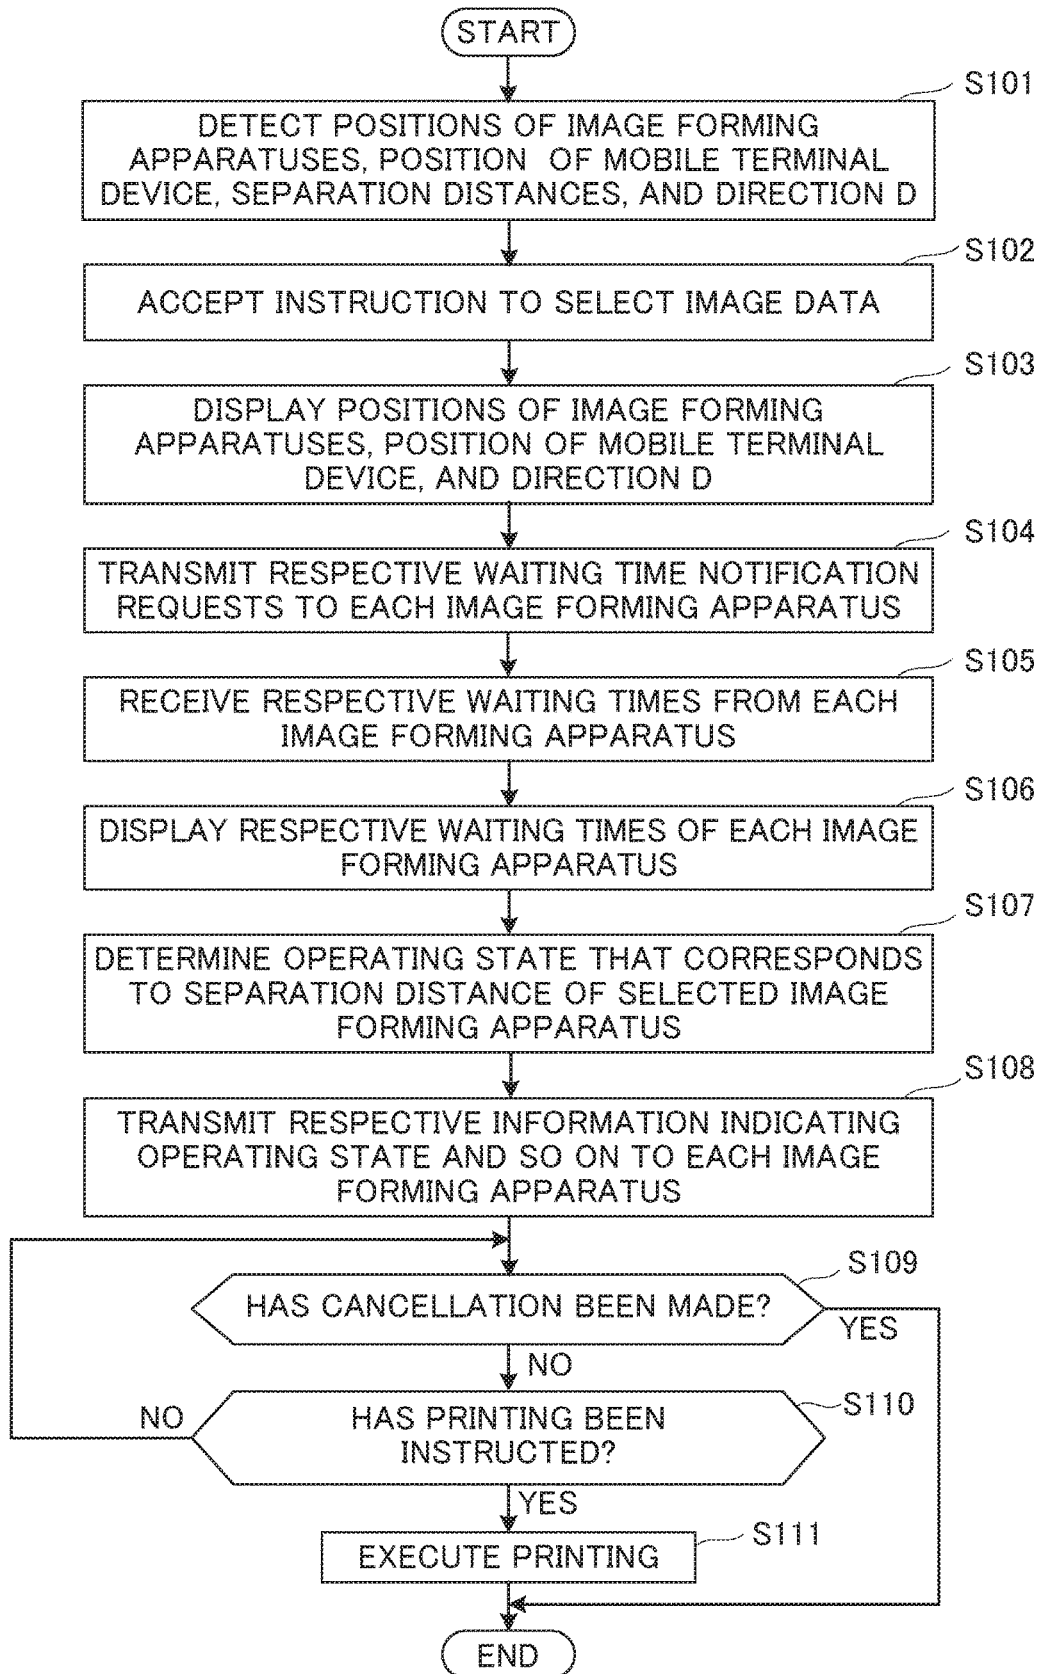 START
S101
DETECT POSITIONS OF IMAGE FORMING
APPARATUSES, POSITION OF MOBILE TERMINAL
DEVICE, SEPARATION DISTANCES, AND DIRECTION D
S102
ACCEPT INSTRUCTION TO SELECT IMAGE DATA
S103
DISPLAY POSITIONS OF IMAGE FORMING
APPARATUSES, POSITION OF MOBILE TERMINAL
DEVICE, AND DIRECTION D
S104
TRANSMIT RESPECTIVE WAITING TIME NOTIFICATION
REQUESTS TO EACH IMAGE FORMING APPARATUS
S105
RECEIVE RESPECTIVE WAITING TIMES FROM EACH
IMAGE FORMING APPARATUS
S106
DISPLAY RESPECTIVE WAITING TIMES OF EACH IMAGE
FORMING APPARATUS
S107
DETERMINE OPERATING STATE THAT CORRESPONDS
TO SEPARATION DISTANCE OF SELECTED IMAGE
FORMING APPARATUS
S108
TRANSMIT RESPECTIVE INFORMATION INDICATING
OPERATING STATE AND SO ON TO EACH IMAGE
FORMING APPARATUS
S109
HAS CANCELLATION BEEN MADE?
YES
NO
S110
NO
HAS PRINTING BEEN
INSTRUCTED?
YES
S111
EXECUTE PRINTING
END